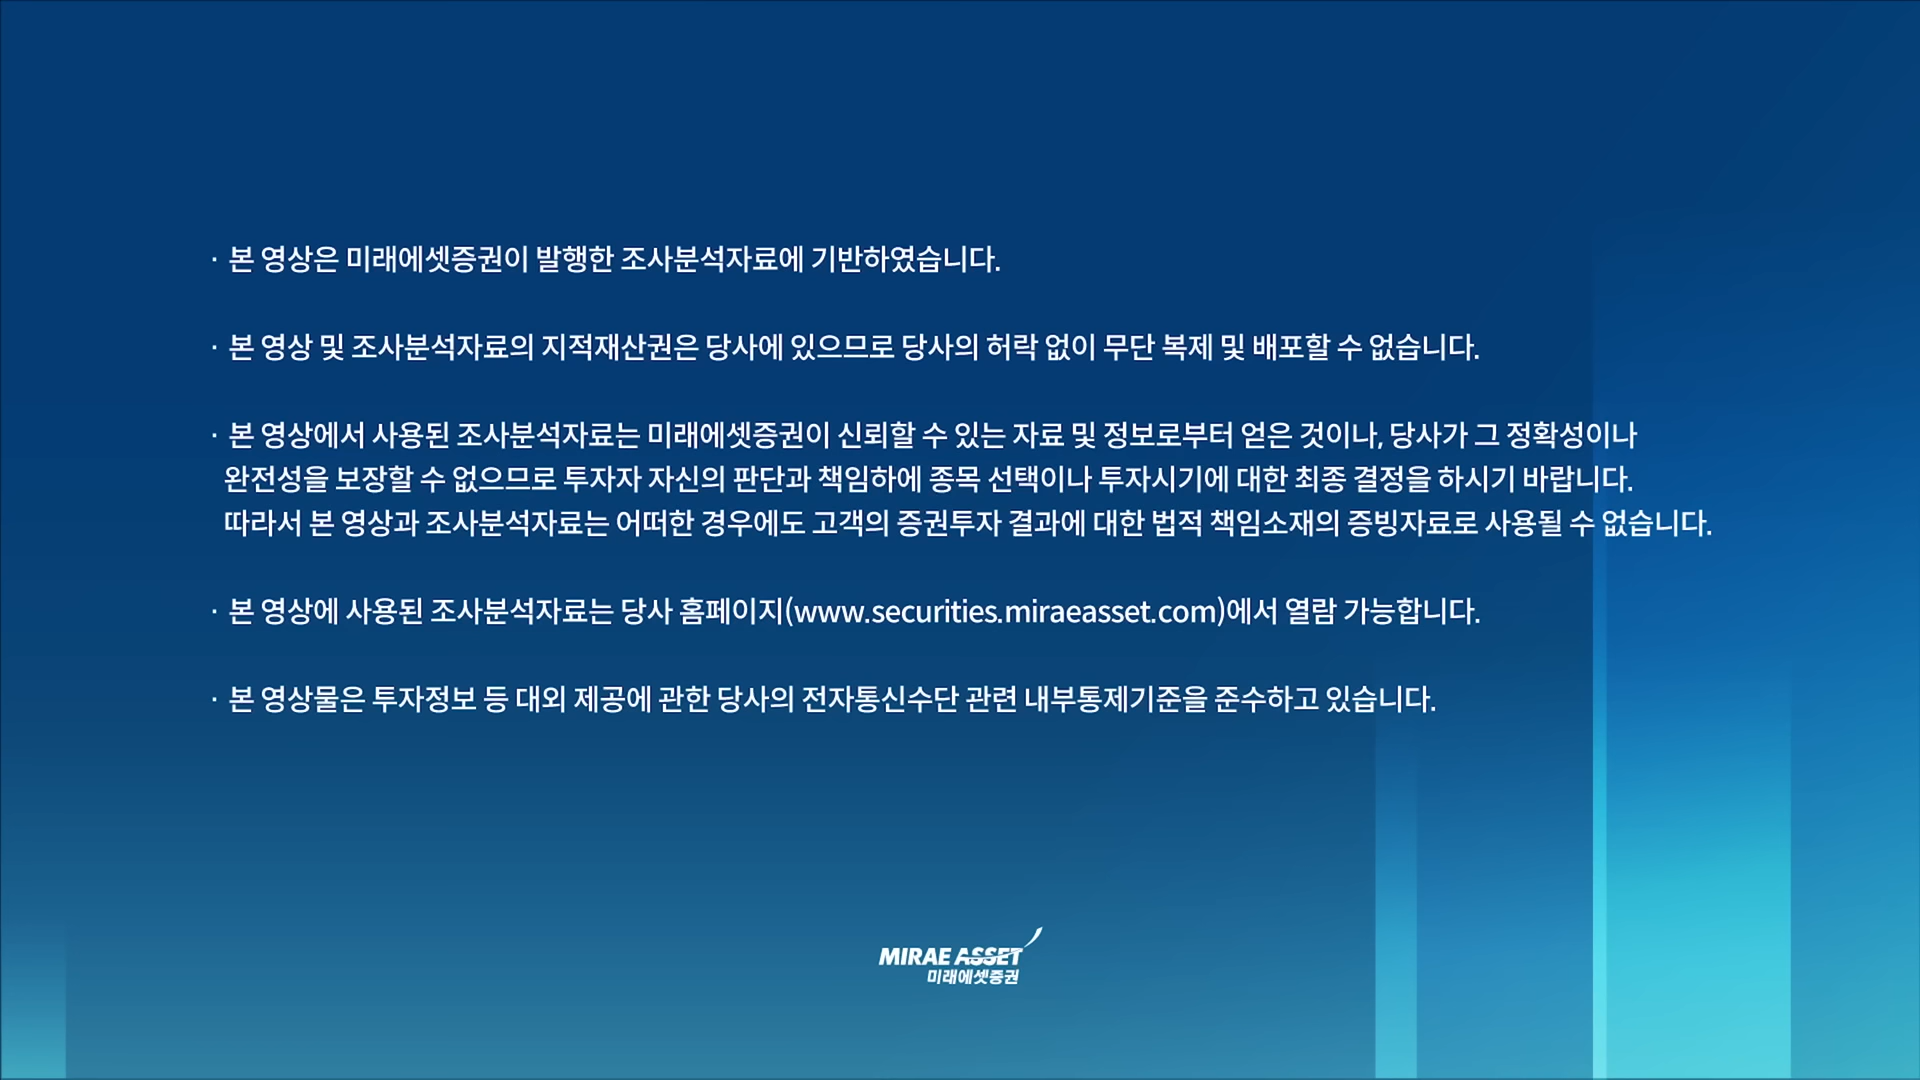 · 본 영상은 미래에셋증권이 발행한 조사분석자료에 기반하였습니다.
· 본 영상 및 조사분석자료의 지적재산권은 당사에 있으므로 당사의 허락 없이 무단 복제 및 배포할 수 없습니다.
· 본 영상에서 사용된 조사분석자료는 미래에셋증권이 신뢰할 수 있는 자료 및 정보로부터 얻은 것이나, 당사가 그 정확성이나
완전성을 보장할 수 없으므로 투자자 자신의 판단과 책임하에 종목 선택이나 투자시기에 대한 최종 결정을 하시기 바랍니다.
따라서 본 영상과 조사분석자료는 어떠한 경우에도 고객의 증권투자 결과에 대한 법적 책임소재의 증빙자료로 사용될 수 없습니다.
· 본 영상에 사용된 조사분석자료는 당사 홈페이지(www.securities.miraeasset.com)에서 열람 가능합니다.
· 본 영상물은 투자정보 등 대외 제공에 관한 당사의 전자통신수단 관련 내부통제기준을 준수하고 있습니다.
MIRAE ASSET
미래에셋증권